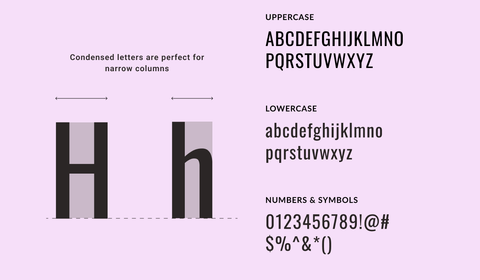 Condensed letters are perfect for
narrow columns
H h
UPPERCASE
ABCDEFGHIJKLMNO
PQRSTUVWXYZ
LOWERCASE
abcdefghijklmno
pqrstuvwxyz
NUMBERS & SYMBOLS
0123456789!@#
$%^&*()